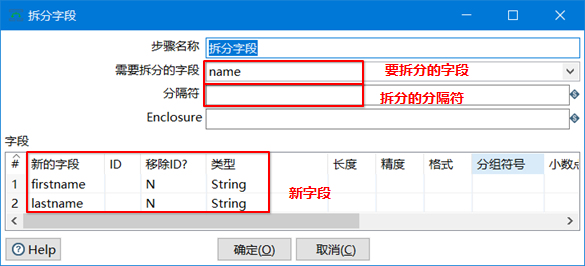 拆分字段
步骤名称 拆分字段
需要拆分的字段 name 要拆分的字段
分隔符 拆分的分隔符
Enclosure
字段
# 新的字段 ID 移除ID? 类型 长度 精度 格式 分组符号 小数点
1 firstname N String 新字段
2 lastname N String
Help 确定(O) 取消(C)